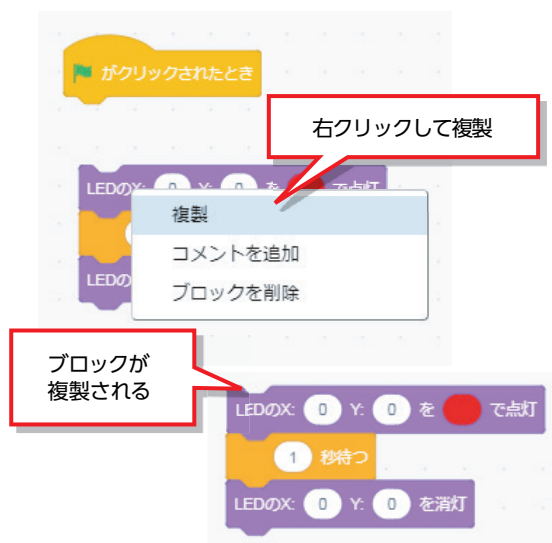 がクリックされたとき
右クリックして複製
LEDのX: 0 Y: 0 を で点灯
複製
コメントを追加
LEDの
ブロックを削除
ブロックが
複製される
LEDのX: 0 Y: 0 を で点灯
1 秒待つ
LEDのX: 0 Y: 0 を消灯